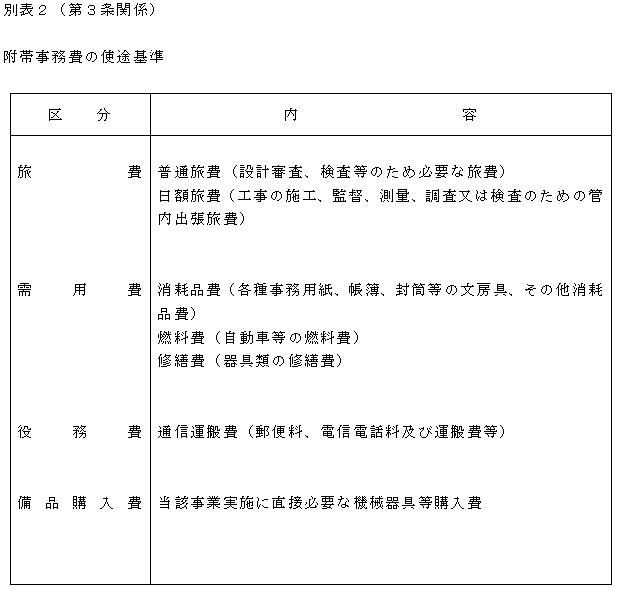 別表２（第３条関係）
附帯事務費の使途基準
区　　分　　　　　内　　　　　　　　　　容
旅　　　　　　費　普通旅費（設計審査、検査等のため必要な旅費）
日額旅費（工事の施工、監督、測量、調査又は検査のための管
内出張旅費）
需　　用　　費　消耗品費（各種事務用紙、帳簿、封筒等の文房具、その他消耗
品費）
燃料費（自動車等の燃料費）
修繕費（器具類の修繕費）
役　　務　　費　通信運搬費（郵便料、電信電話料及び運搬費等）
備品購入費　当該事業実施に直接必要な機械器具等購入費